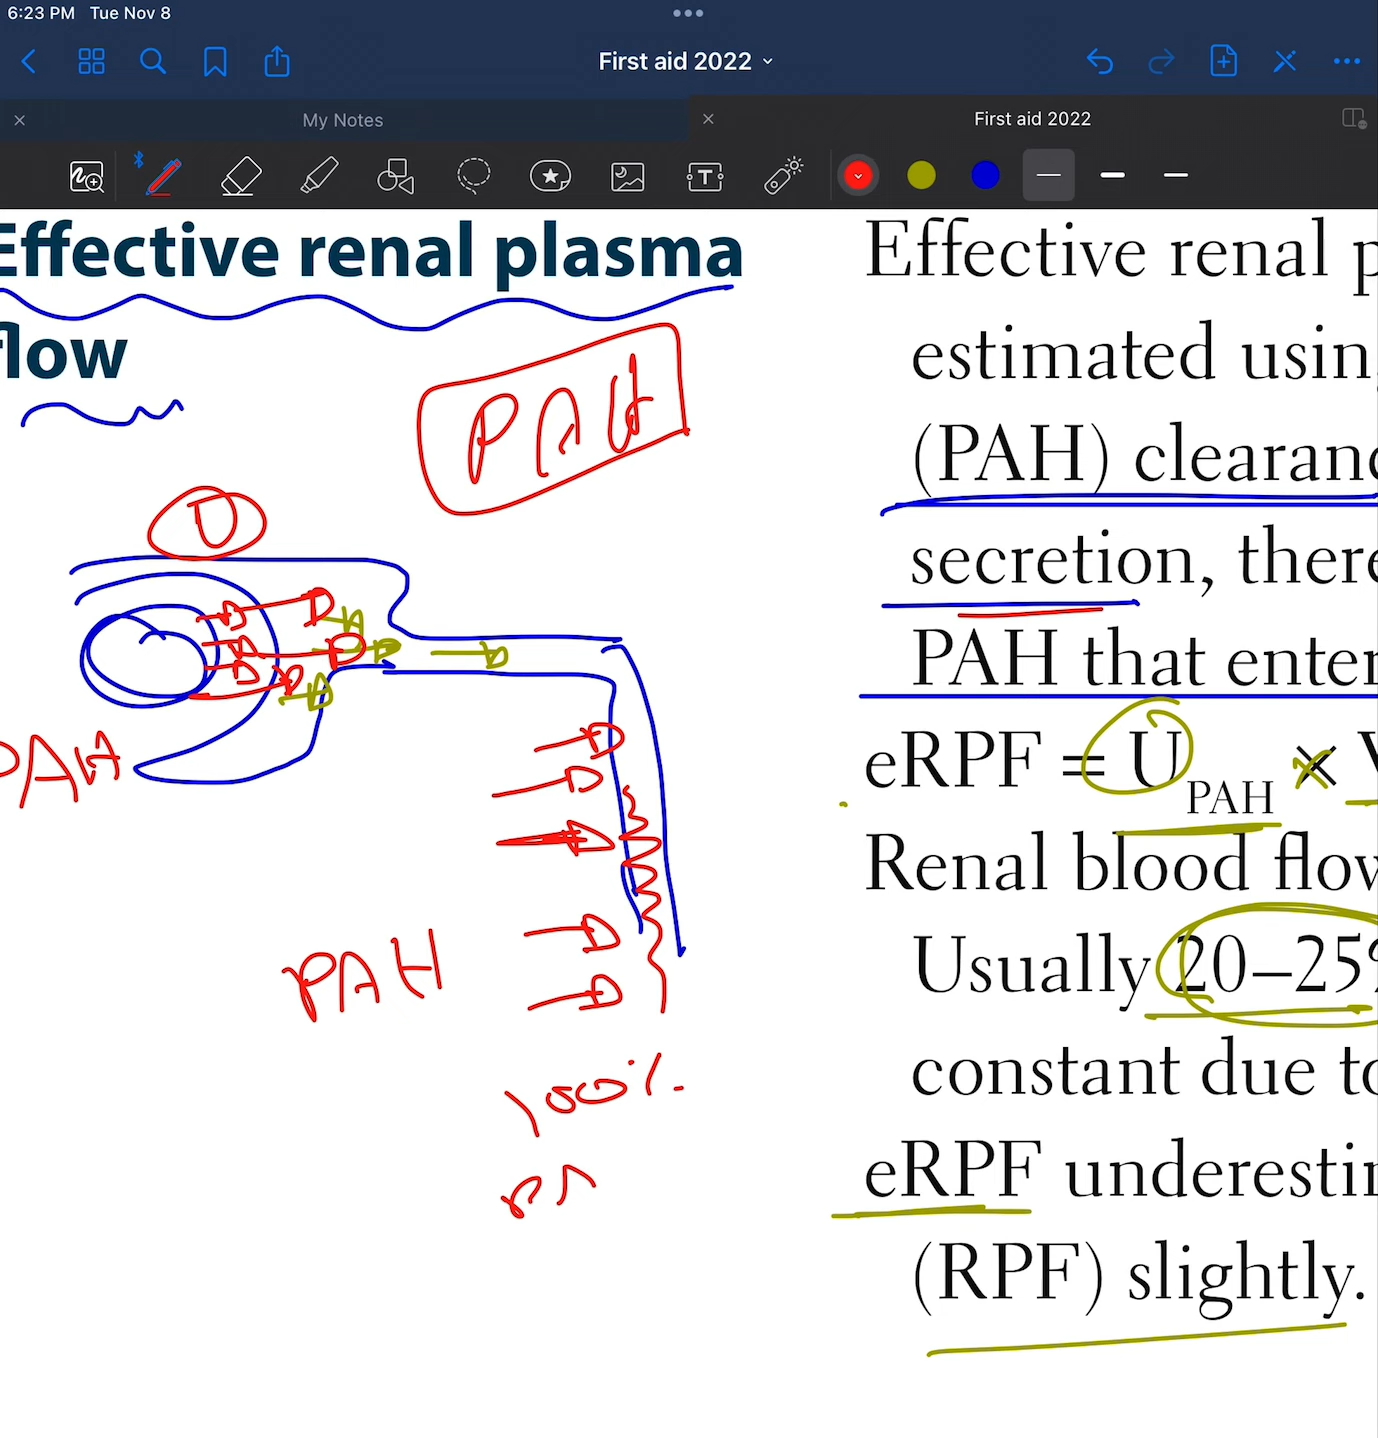 6:23 PM Tue Nov 8
First aid 2022
My Notes
First aid 2022
T
Effective renal plasma
flow
PAH
PAH
PAH
100%
Effective renal p
estimated usin
(PAH) clearanc
secretion, there
PAH that enter
eRPF = U PAH × V
Renal blood flow
Usually 20–25%
constant due to
eRPF underestin
(RPF) slightly.